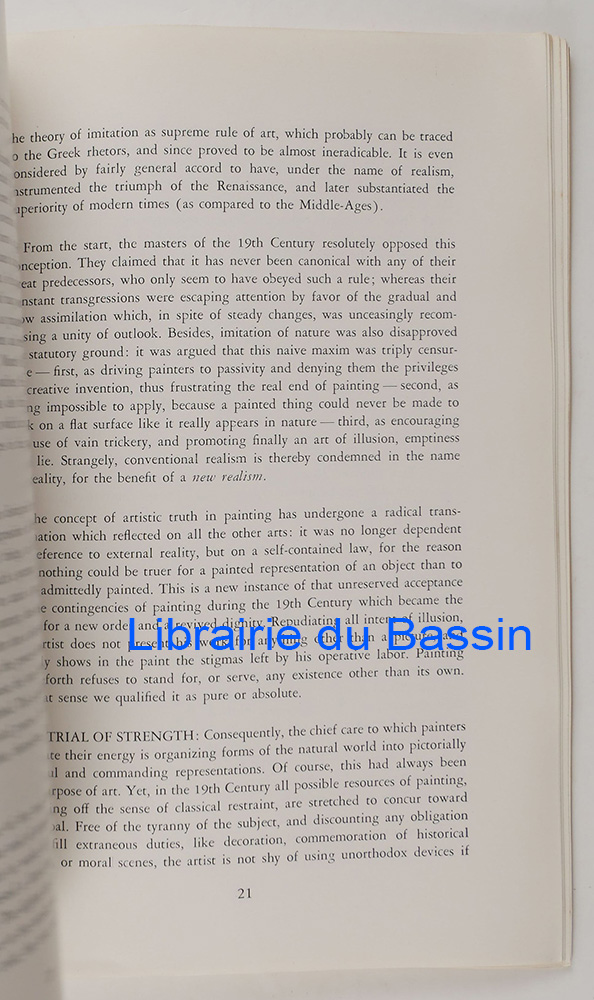 he theory of imitation as supreme rule of art, which probably can be traced
o the Greek rhetors, and since proved to be almost ineradicable. It is even
onsidered by fairly general accord to have, under the name of realism,
nstrumented the triumph of the Renaissance, and later substantiated the
uperiority of modern times (as compared to the Middle-Ages).
From the start, the masters of the 19th Century resolutely opposed this
nception. They claimed that it has never been canonical with any of their
eat predecessors, who only seem to have obeyed such a rule; whereas their
nstant transgressions were escaping attention by favor of the gradual and
ow assimilation which, in spite of steady changes, was unceasingly recom-
sing a unity of outlook. Besides, imitation of nature was also disapproved
statutory ground: it was argued that this naive maxim was triply censur-
e — first, as driving painters to passivity and denying them the privileges
creative invention, thus frustrating the real end of painting — second, as
ng impossible to apply, because a painted thing could never be made to
k on a flat surface like it really appears in nature — third, as encouraging
use of vain trickery, and promoting finally an art of illusion, emptiness
lie. Strangely, conventional realism is thereby condemned in the name
eality, for the benefit of a new realism.
he concept of artistic truth in painting has undergone a radical trans-
ation which reflected on all the other arts: it was no longer dependent
eference to external reality, but on a self-contained law, for the reason
nothing could be truer for a painted representation of an object than to
admittedly painted. This is a new instance of that unreserved acceptance
e contingencies of painting during the 19th Century which became the
for a new order and a revived dignity. Repudiating all intent of illusion,
rtist does not present his work for anything other than a picture, and
y shows in the paint the stigmas left by his operative labor. Painting
forth refuses to stand for, or serve, any existence other than its own.
at sense we qualified it as pure or absolute.
Librairie du Bassin
TRIAL OF STRENGTH: Consequently, the chief care to which painters
te their energy is organizing forms of the natural world into pictorially
l and commanding representations. Of course, this had always been
rpose of art. Yet, in the 19th Century all possible resources of painting,
ng off the sense of classical restraint, are stretched to concur toward
oal. Free of the tyranny of the subject, and discounting any obligation
fill extraneous duties, like decoration, commemoration of historical
or moral scenes, the artist is not shy of using unorthodox devices if
21